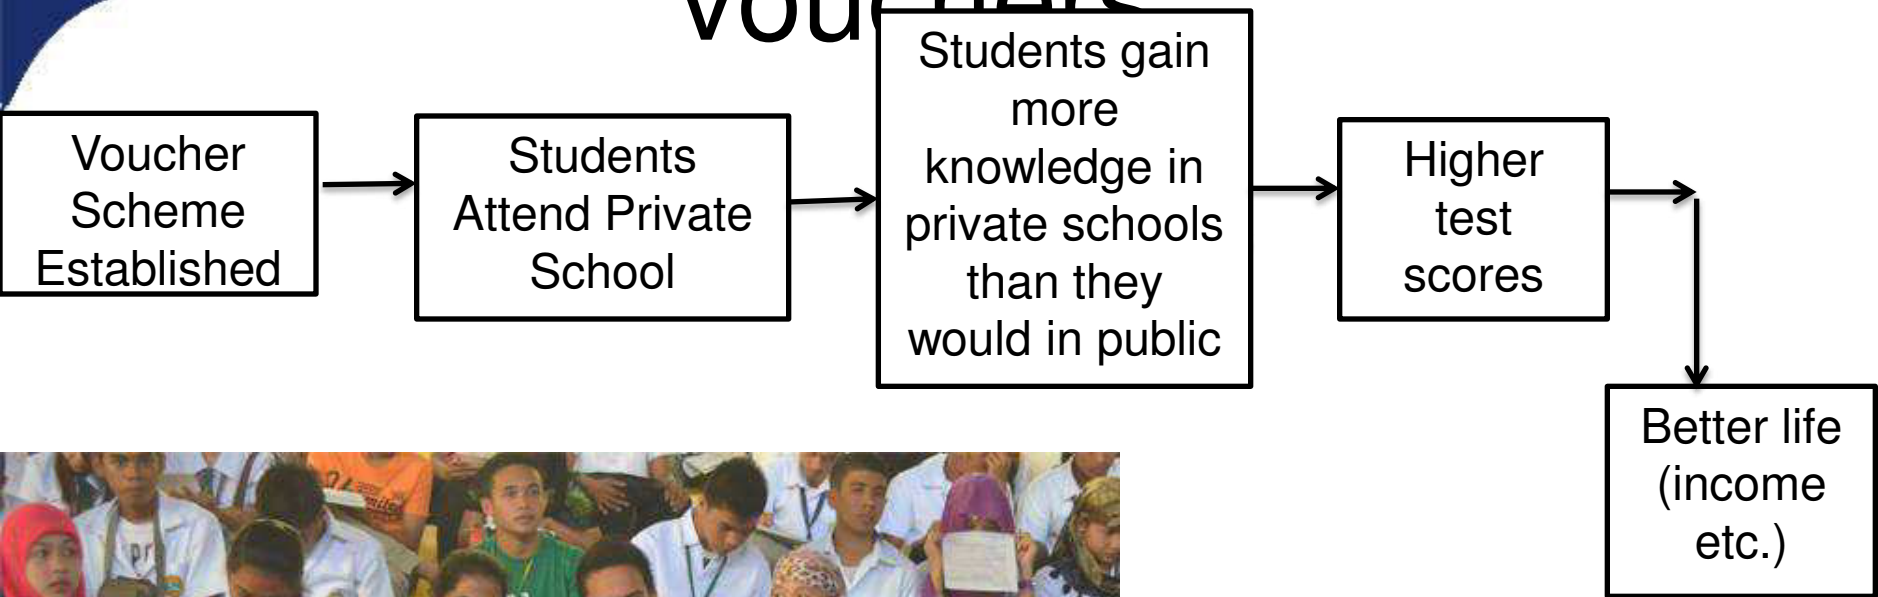 Vouchers
Voucher
Scheme
Established
Students
Attend Private
School
Students gain
more
knowledge in
private schools
than they
would in public
Higher
test
scores
Better life
(income
etc.)